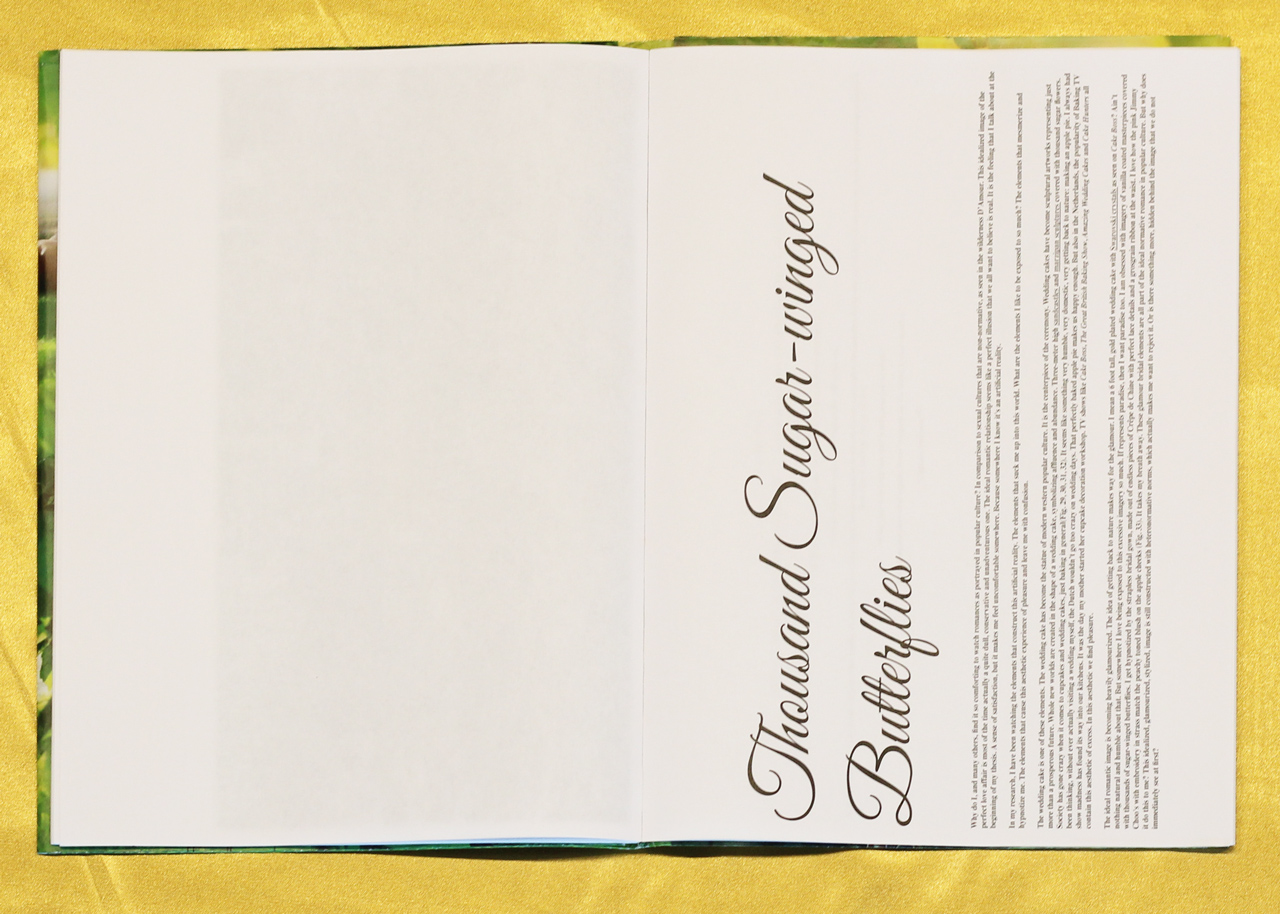 Thousand Sugar-winged
Butterflies
Why do I, and many others, find it so comforting to watch romances as portrayed in popular culture? In comparison to sexual cultures that are non-normative, as seen in the wilderness D'Amour. This idealized image of the
perfect love affair is most of the time actually a quite dull, conservative and unadventurous one. The ideal romantic relationship seems like a perfect illusion that we all want to believe is real. It is the feeling that I talk about at the
beginning of my thesis. A sense of satisfaction, but it makes me feel uncomfortable somewhere. Because somewhere I know it's an artificial reality.
In my research, I have been watching the elements that construct this artificial reality. The elements that suck me up into this world. What are the elements I like to be exposed to so much? The elements that mesmerize and
hypnotize me. The elements that cause this aesthetic experience of pleasure and leave me with confusion.
The wedding cake is one of these elements. The wedding cake has become the statue of modern western popular culture. It is the centerpiece of the ceremony. Wedding cakes have become sculptural artworks representing just
more than a prosperous future. Whole new worlds are created in the shape of a wedding cake, symbolizing affluence and abundance. Three-meter high sandcastles and marzipan sculptures covered with thousand sugar flowers.
Society has gone crazy when it comes to cupcakes and wedding cakes, just baking in general(Fig. 29, 30, 31, 32). It seems like something very humble, very domestic, very getting back to nature: making an apple pie. I always had
been thinking, without ever actually visiting a wedding myself, the Dutch wouldn't go too crazy on wedding days. That perfectly baked apple pie makes us happy enough. But also in the Netherlands, the popularity of Baking TV
show madness has found its way into our kitchens. It was the day my mother started her cupcake decoration workshop. TV shows like Cake Boss, The Great British Baking Show, Amazing Wedding Cakes and Cake Hunters all
contain this aesthetic of excess. In this aesthetic we find pleasure.
The ideal romantic image is becoming heavily glamourized. The idea of getting back to nature makes way for the glamour. I mean a 6 foot tall, gold plated wedding cake with Swarovski crystals as seen on Cake Boss? Ain't
nothing natural and humble about that. But somewhere I love being exposed to this excessive imagery so much. If represents paradise, then I want paradise too. I am obsessed with imagery of vanilla coated masterpieces covered
with thousands of sugar-winged butterflies. I get hypnotized by the strapless bridal gown, made out of endless pieces of Crêpe de Chine with perfect lace details and a grosgrain ribbon at the waist. I love how the pink Jimmy
Choo's with embroidery in strass match the peachy toned blush on the apple cheeks (Fig. 33). It takes my breath away. These glamour bridal elements are all part of the ideal normative romance in popular culture. But why does
it do this to me? This idealized, glamourized, stylized, image is still constructed with heteronormative norms, which actually makes me want to reject it. Or is there something more, hidden behind the image that we do not
immediately see at first?